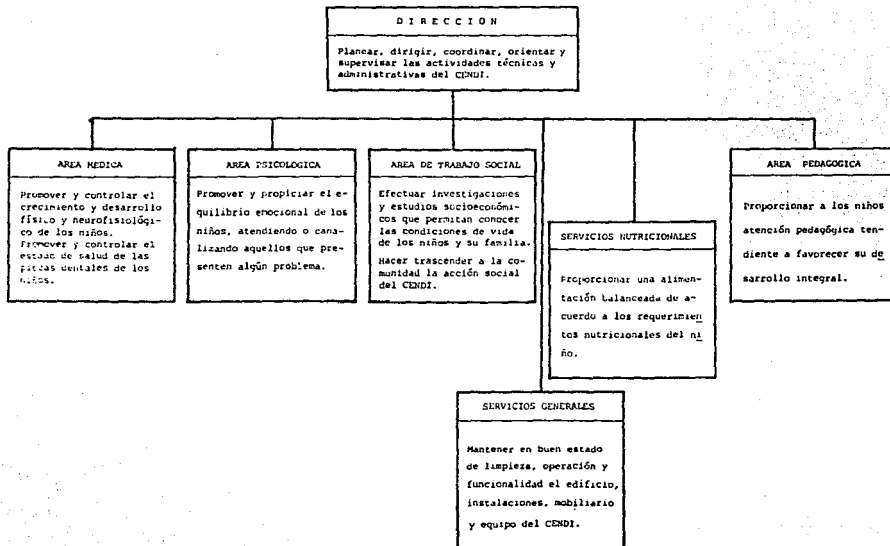 DIRECCION
Planear, dirigir, coordinar, orientar y
supervisar las actividades técnicas y
administrativas del CENDI.
AREA MEDICA
Promover y controlar el
crecimiento y desarrollo
físico y neurofisiológi-
co de los niños.
Promover y controlar el
estado de salud de las
piezas dentales de los
niños.
AREA PSICOLOGICA
Promover y propiciar el e-
quilibrio emocional de los
niños, atendiendo o cana-
lizando aquellos que pre-
senten algún problema.
AREA DE TRABAJO SOCIAL
Efectuar investigaciones
y estudios socioeconómi-
cos que permitan conocer
las condiciones de vida
de los niños y su familia.
Hacer trascender a la co-
munidad la acción social
del CENDI.
SERVICIOS NUTRICIONALES
Proporcionar una alimen-
tación balanceada de a-
cuerdo a los requerimien
tos nutricionales del ni
ño.
AREA PEDAGOGICA
Proporcionar a los niños
atención pedagógica ten-
diente a favorecer su de
sarrollo integral.
SERVICIOS GENERALES
Mantener en buen estado
de limpieza, operación y
funcionalidad el edificio,
instalaciones, mobiliario
y equipo del CENDI.